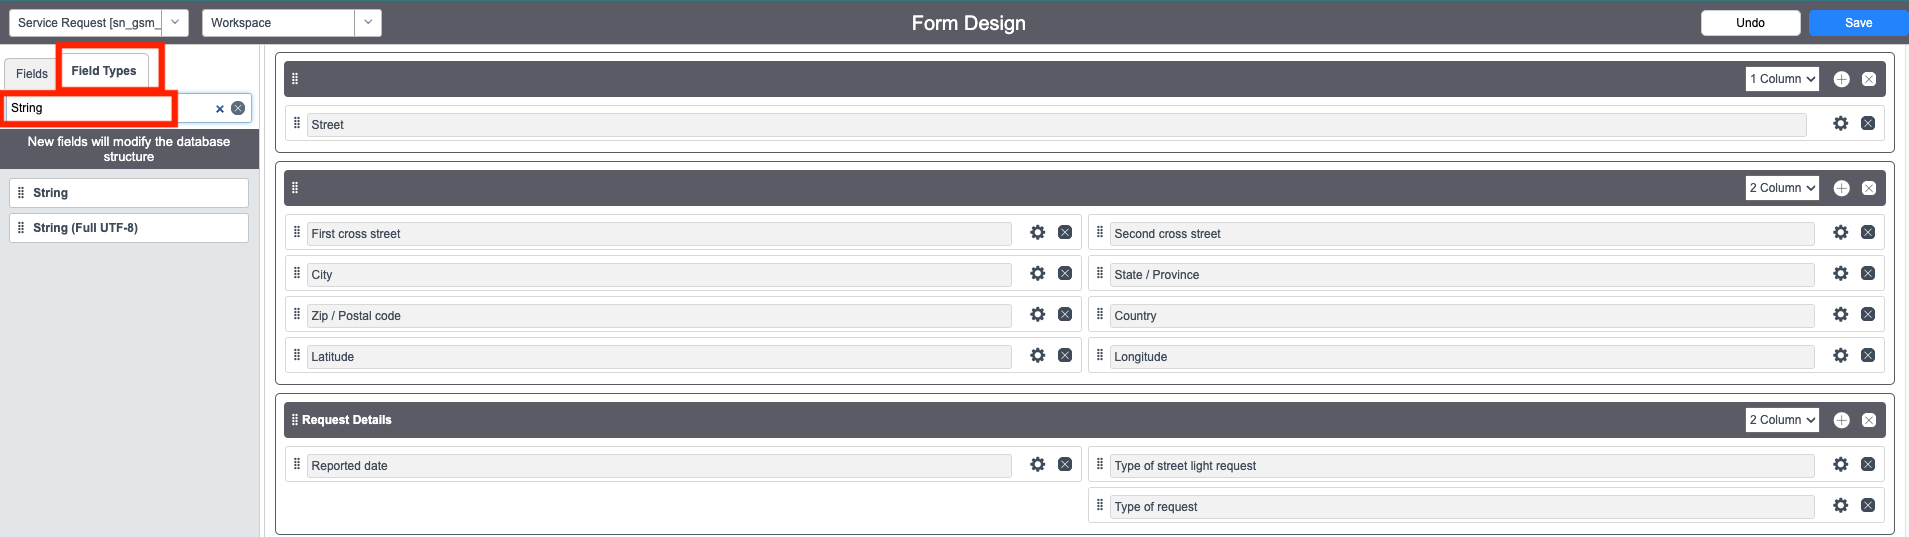 Service Request [sn_gsm_
Workspace
Form Design
Undo
Save
Fields
Field Types
String
New fields will modify the database
structure
String
String (Full UTF-8)
1 Column
Street
2 Column
First cross street
Second cross street
City
State / Province
Zip / Postal code
Country
Latitude
Longitude
Request Details
2 Column
Reported date
Type of street light request
Type of request